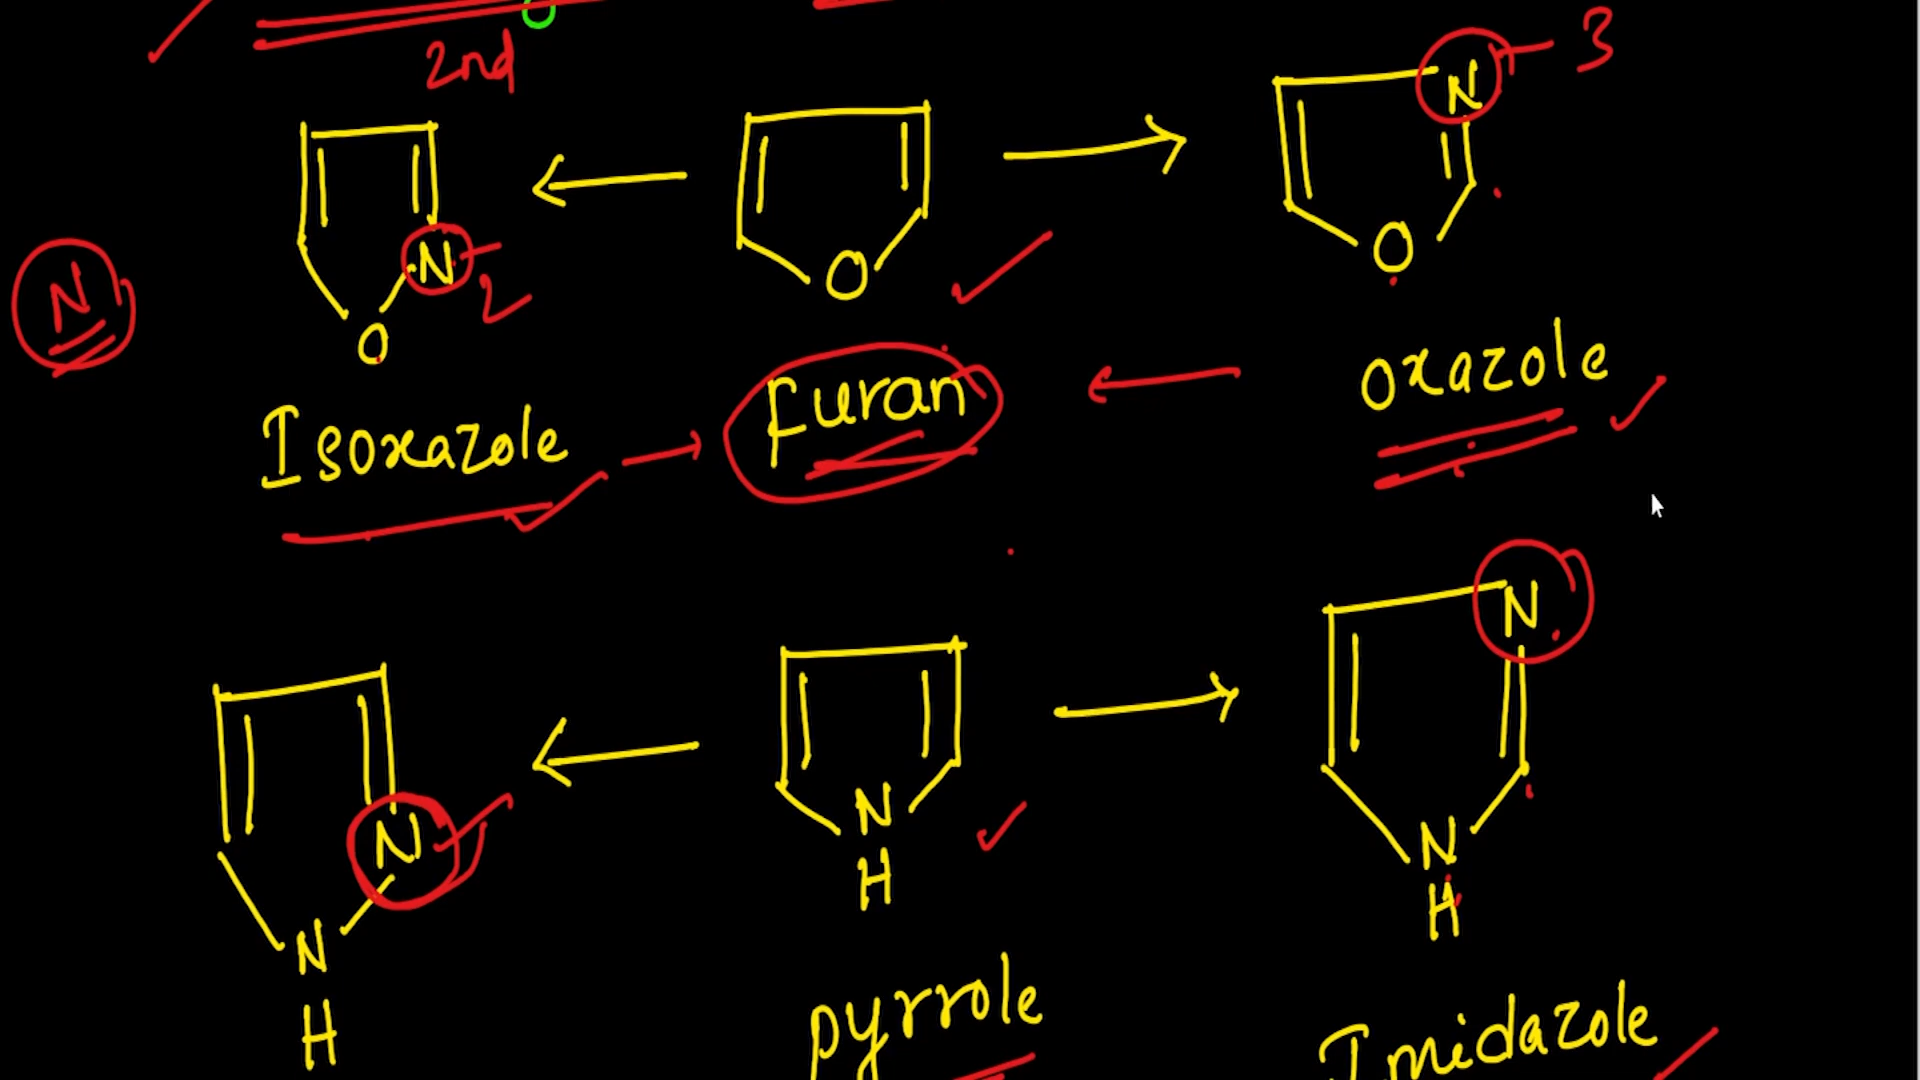 2nd
N 3
N
N 2
O
O
O
Isoxazole
Furan
Oxazole
N
N
N
H
N
H
N
N
H
Pyrrole
Imidazole